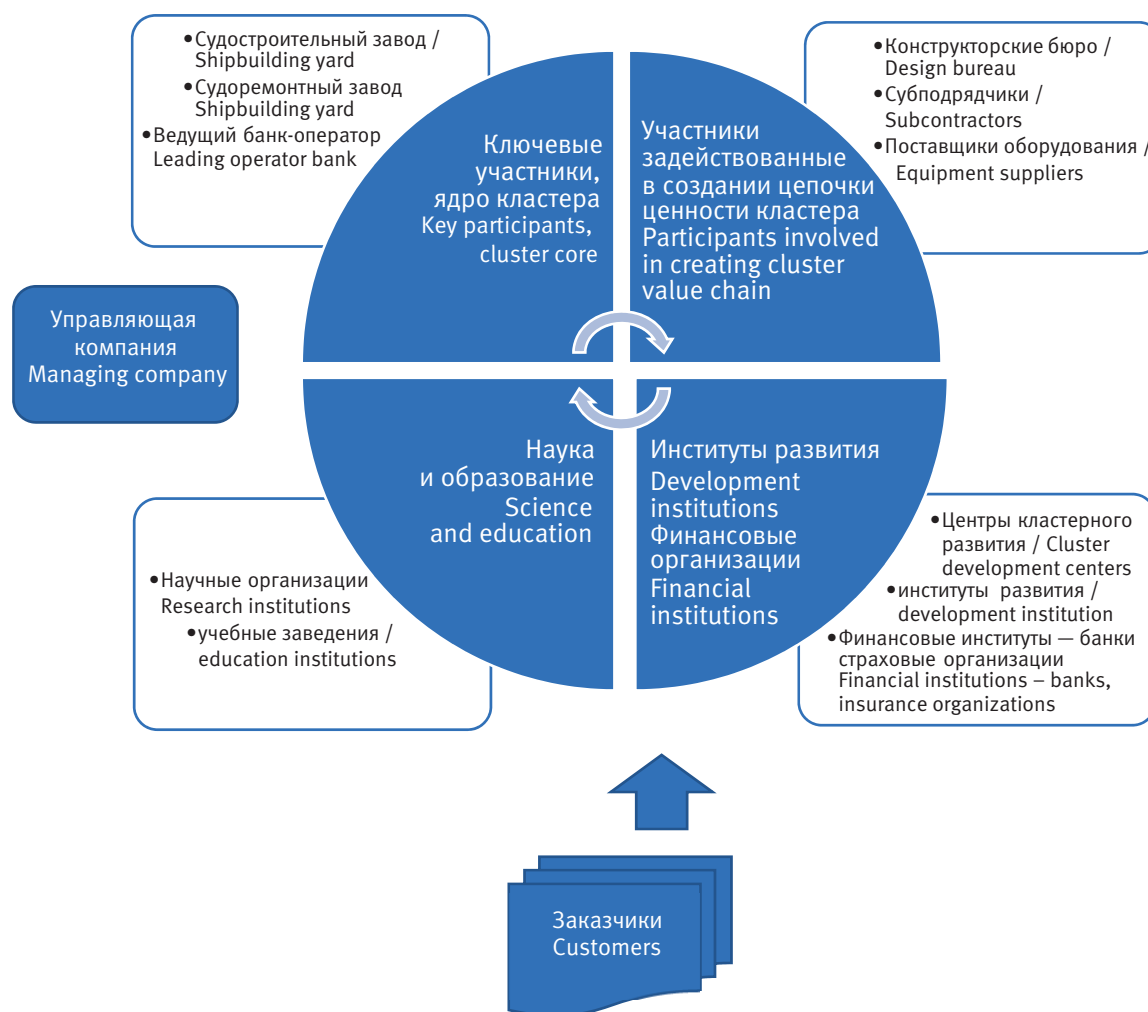 •Судостроительный завод /
Shipbuilding yard
•Судоремонтный завод
Shipbuilding yard
•Ведущий банк-оператор
Leading operator bank
•Конструкторские бюро /
Design bureau
•Субподрядчики /
Subcontractors
•Поставщики оборудования /
Equipment suppliers
Ключевые
участники,
ядро кластера
Key participants,
cluster core
Участники
задействованные
в создании цепочки
ценности кластера
Participants involved
in creating cluster
value chain
Управляющая
компания
Managing company
Наука
и образование
Science
and education
Институты развития
Development
institutions
Финансовые
организации
Financial
institutions
•Научные организации
Research institutions
•учебные заведения /
education institutions
•Центры кластерного
развития / Cluster
development centers
•институты развития /
development institution
•Финансовые институты — банки
страховые организации
Financial institutions – banks,
insurance organizations
Заказчики
Customers